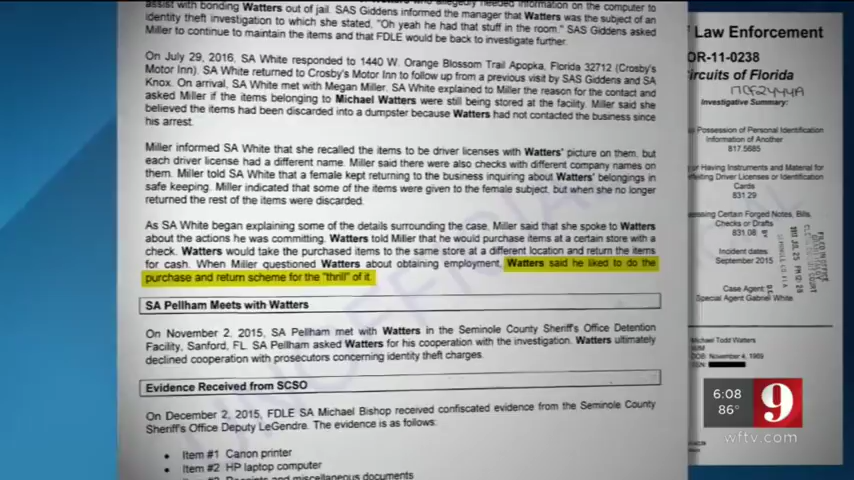 assist with bonding Watters out of jail. SAS Giddens informed the manager that Watters was the subject of an
identity theft investigation to which she stated, "Oh yeah he had that stuff in the room." SAS Giddens asked
Miller to continue to maintain the items and that FDLE would be back to investigate further.
On July 29, 2016, SA White responded to 1440 W. Orange Blossom Trail Apopka, Florida 32712 (Crosby's
Motor Inn). SA White returned to Crosby's Motor Inn to follow up from a previous visit by SAS Giddens and SA
Knox. On arrival, SA White met with Megan Miller. SA White explained to Miller the reason for the contact and
asked Miller if the items belonging to Michael Watters were still being stored at the facility. Miller said she
believed the items had been discarded into a dumpster because Watters had not contacted the business since
his arrest.
Miller informed SA White that she recalled the items to be driver licenses with Watters' picture on them, but
each driver license had a different name. Miller said there were also checks with different company names on
them. Miller told SA White that a female kept returning to the business inquiring about Watters' belongings in
safe keeping. Miller indicated that some of the items were given to the female subject, but when she no longer
returned the rest of the items were discarded.
As SA White began explaining some of the details surrounding the case, Miller said that she spoke to Watters
about the actions he was committing. Watters told Miller that he would purchase items at a certain store with a
check. Watters would take the purchased items to the same store at a different location and return the items
for cash. When Miller questioned Watters about obtaining employment, Watters said he liked to do the
purchase and return scheme for the "thrill" of it.
SA Pellham Meets with Watters
On November 2, 2015, SA Pellham met with Watters in the Seminole County Sheriff's Office Detention
Facility, Sanford, FL. SA Pellham asked Watters for his cooperation with the investigation. Watters ultimately
declined cooperation with prosecutors concerning identity theft charges.
Evidence Received from SCSO
On December 2, 2015, FDLE SA Michael Bishop received confiscated evidence from the Seminole County
Sheriff's Office Deputy LeGendre. The evidence is as follows:
• Item #1 Canon printer
• Item #2 HP laptop computer
Receipts and miscellaneous documents
UNOFFICIAL
Law Enforcement
OR-11-0238
Circuits of Florida
Investigative Summary:
Possession of Personal Identification
Information of Another
817.5685
or Having Instruments and Material for
Driver Licenses or Identification
Cards
831.29
Certain Forged Notes, Bills,
Checks or Drafts
831.08
Incident dates
September 2015
Case Agent:
Special Agent Gabriel White
Michael Todd Watters
DOB: November 4, 1969
6:08
86°
9
wftv.com